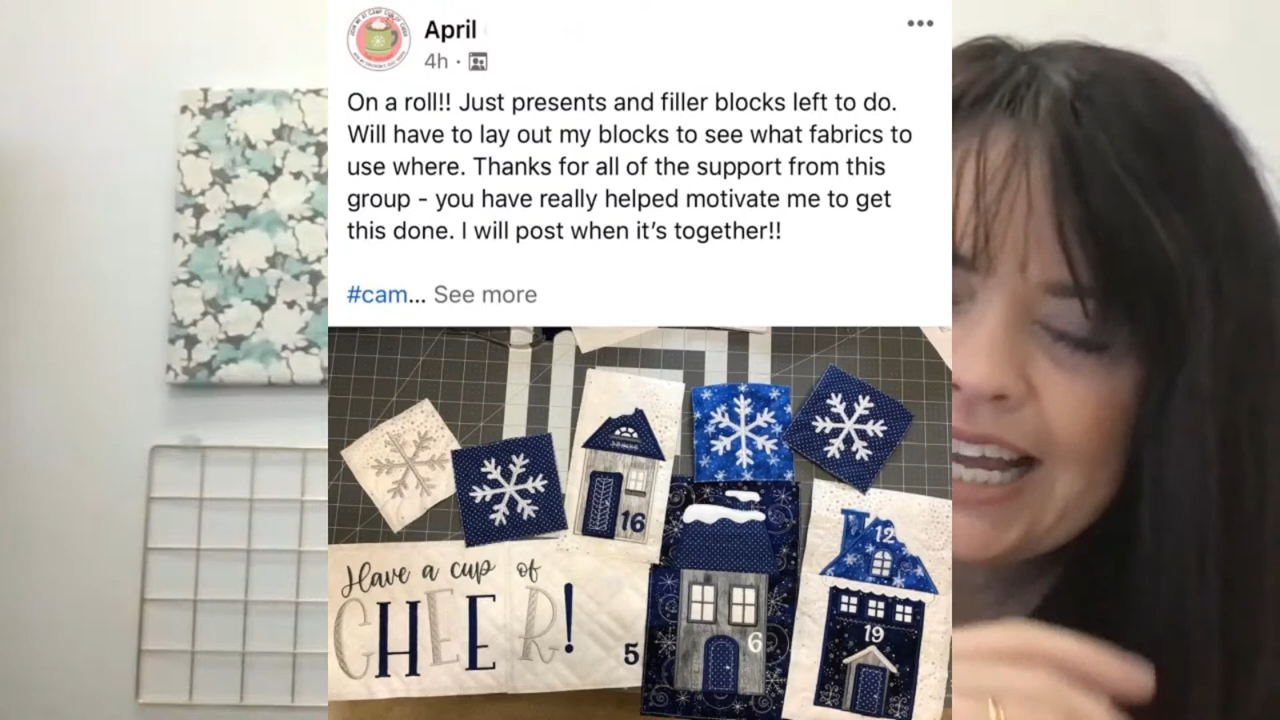 April
4h ·
On a roll!! Just presents and filler blocks left to do.
Will have to lay out my blocks to see what fabrics to
use where. Thanks for all of the support from this
group - you have really helped motivate me to get
this done. I will post when it’s together!!
#cam... See more
16
12
Have a cup of
CHEER!
5
6
19